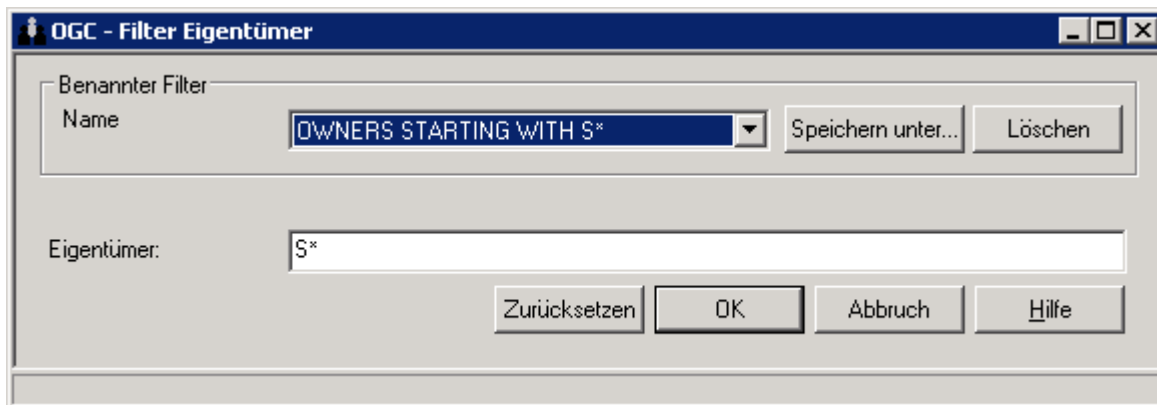 OGC - Filter Eigentümer
Benannter Filter
Name
OWNERS STARTING WITH S*
Speichern unter...
Löschen
Eigentümer:
S*
Zurücksetzen
OK
Abbruch
Hilfe